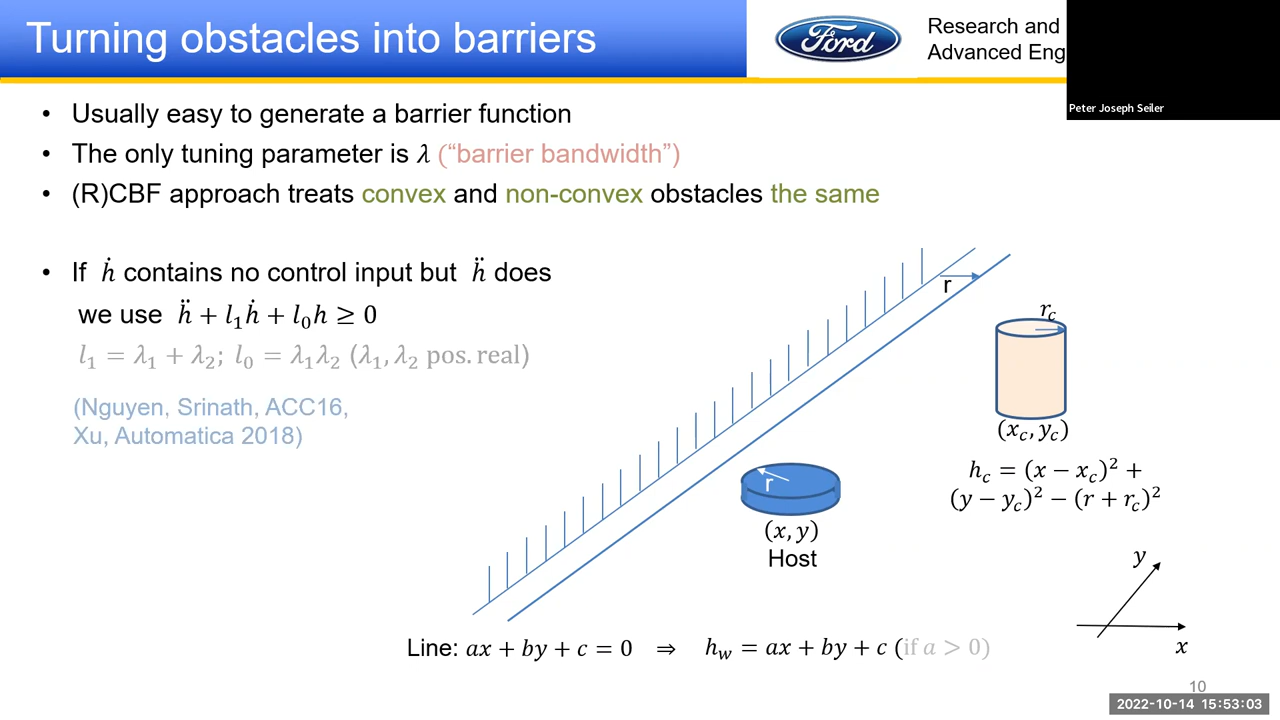 Turning obstacles into barriers
Ford
Research and
Advanced Eng
Peter Joseph Seiler
• Usually easy to generate a barrier function
• The only tuning parameter is λ (“barrier bandwidth”)
• (R)CBF approach treats convex and non-convex obstacles the same
• If ḣ contains no control input but ḧ does
we use ḧ + l₁ḣ + l₀h ≥ 0
l₁ = λ₁ + λ₂; l₀ = λ₁λ₂ (λ₁, λ₂ pos. real)
(Nguyen, Srinath, ACC16,
Xu, Automatica 2018)
r
r_c
(x_c, y_c)
h_c = (x − x_c)² +
(y − y_c)² − (r + r_c)²
r
(x, y)
Host
y
x
Line: ax + by + c = 0 ⇒ h_w = ax + by + c (if a > 0)
10
2022-10-14 15:53:03